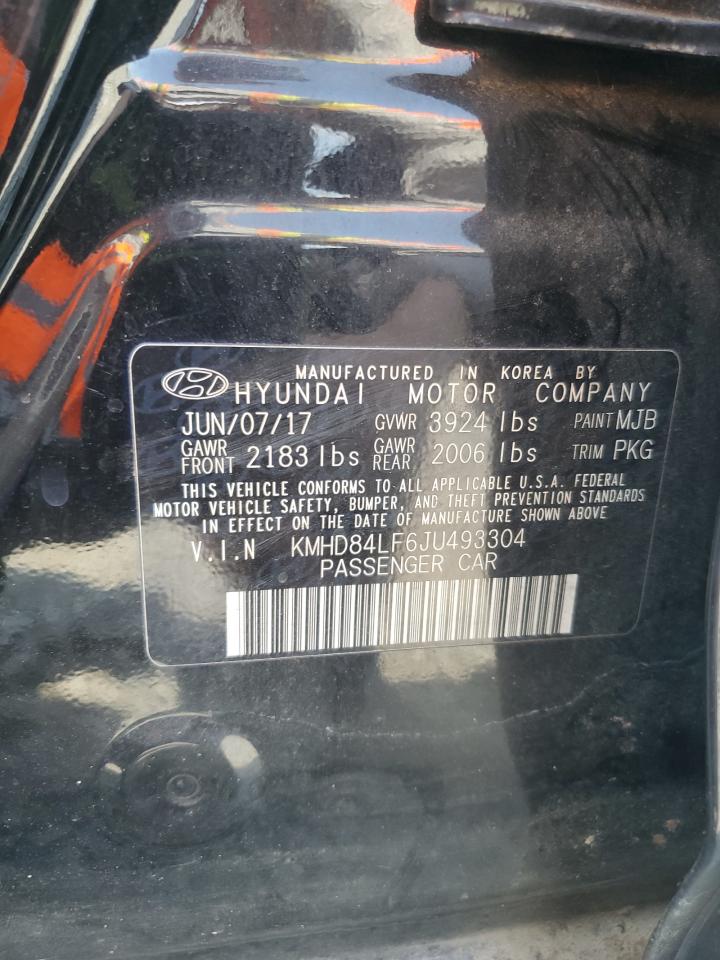 MANUFACTURED IN KOREA BY
HYUNDAI MOTOR COMPANY
JUN/07/17 GVWR 3924 lbs PAINT MJB
GAWR FRONT 2183 lbs GAWR REAR 2006 lbs TRIM PKG
THIS VEHICLE CONFORMS TO ALL APPLICABLE U.S.A. FEDERAL
MOTOR VEHICLE SAFETY, BUMPER, AND THEFT PREVENTION STANDARDS
IN EFFECT ON THE DATE OF MANUFACTURE SHOWN ABOVE
V.I.N KMHD84LF6JU493304
PASSENGER CAR